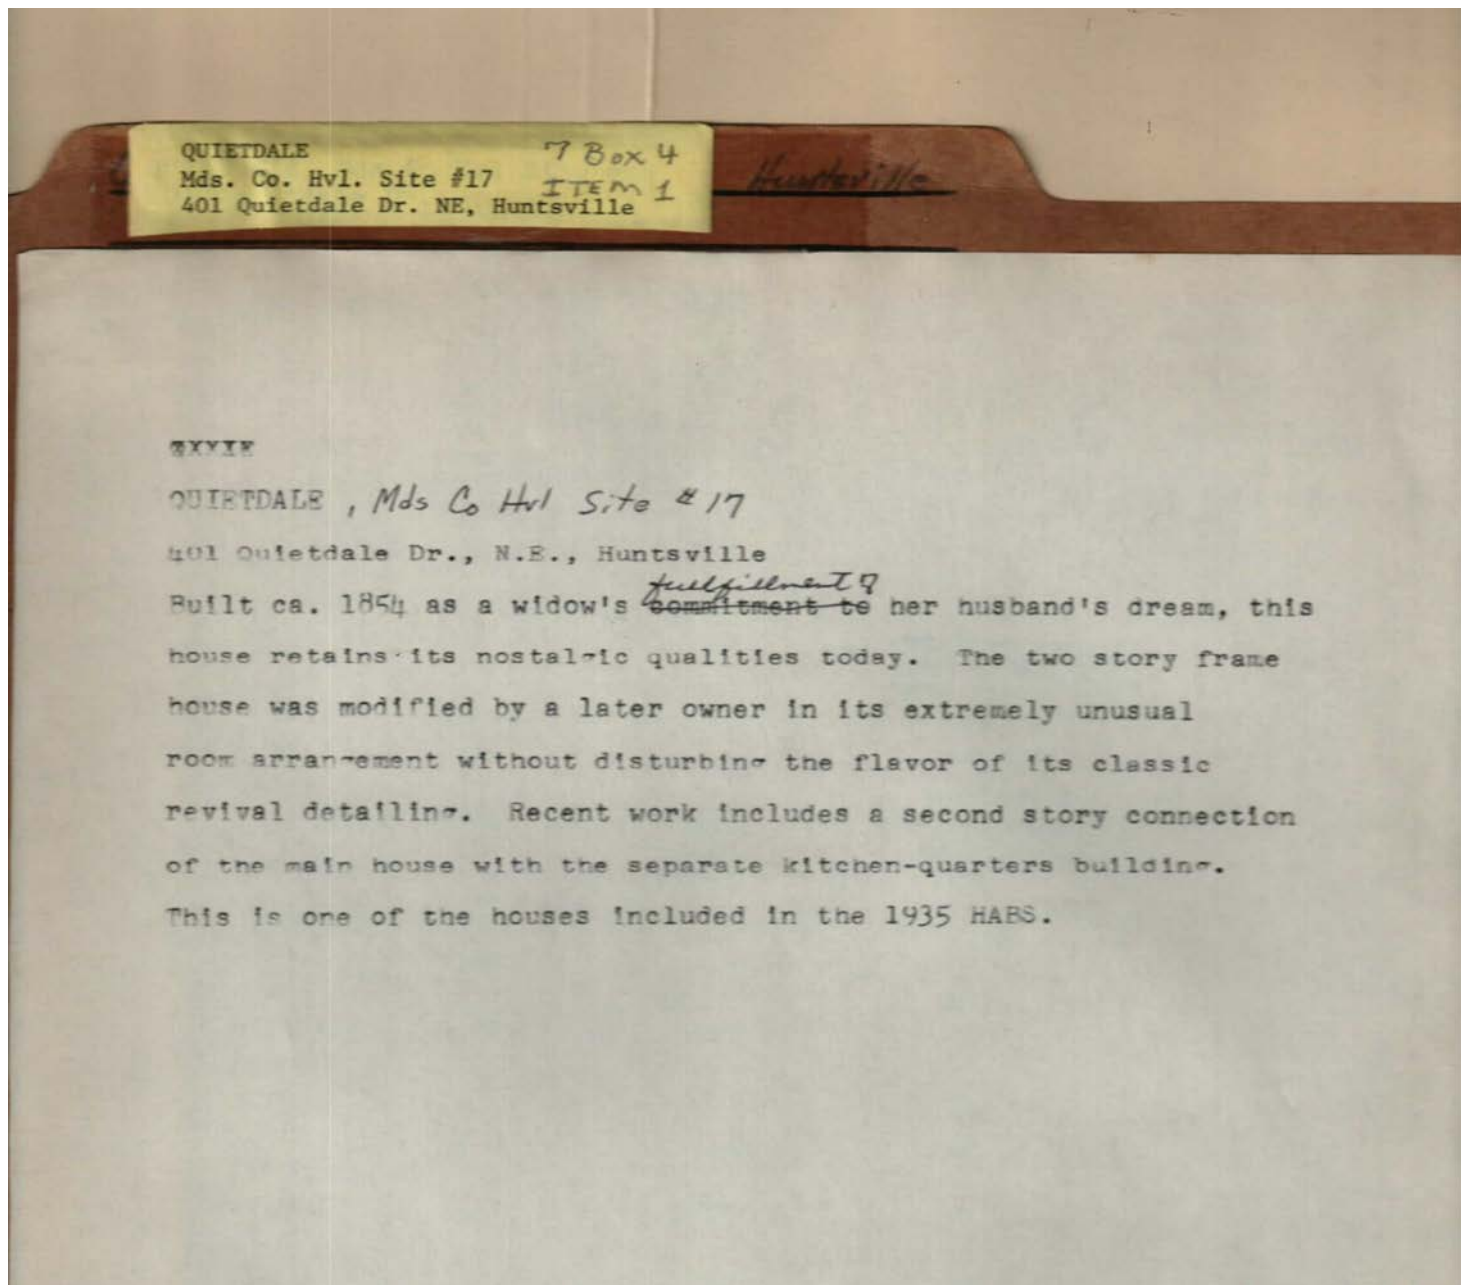 QUIETDALE 7 Box 4
Mds. Co. Hvl. Site #17 ITEM 1
401 Quietdale Dr. NE, Huntsville
Huntsville
QUIETDALE , Mds Co Hvl Site # 17
401 Quietdale Dr., N.E., Huntsville
fuelfillment of
Built ca. 1854 as a widow's commitment to her husband's dream, this
house retains its nostalgic qualities today. The two story frame
house was modified by a later owner in its extremely unusual
room arrangement without disturbing the flavor of its classic
revival detailing. Recent work includes a second story connection
of the main house with the separate kitchen-quarters building.
This is one of the houses included in the 1935 HABS.